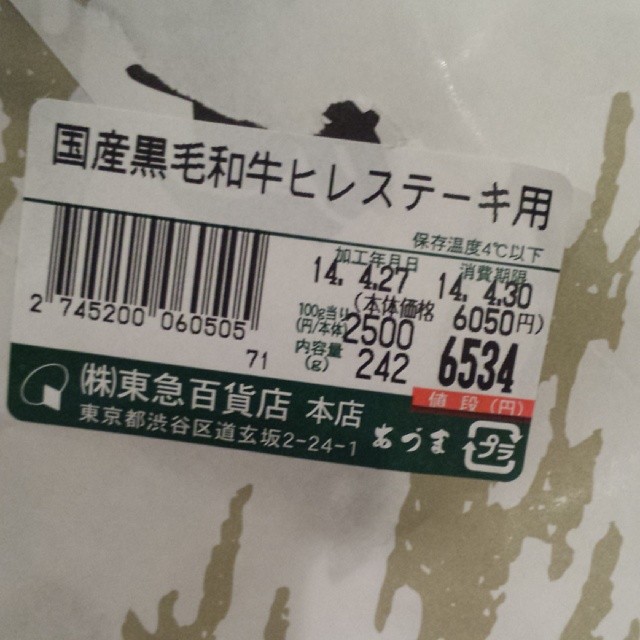 国産黒毛和牛ヒレステーキ用
保存温度4℃以下
加工年月日 消費期限
14. 4.27 14. 4.30
(本体価格 6050円)
100g当り
(円/本体) 2500
内容量
(g) 242
6534
値段(円)
2 745200 060505
71
(株)東急百貨店 本店
東京都渋谷区道玄坂2-24-1
あづま
プラ